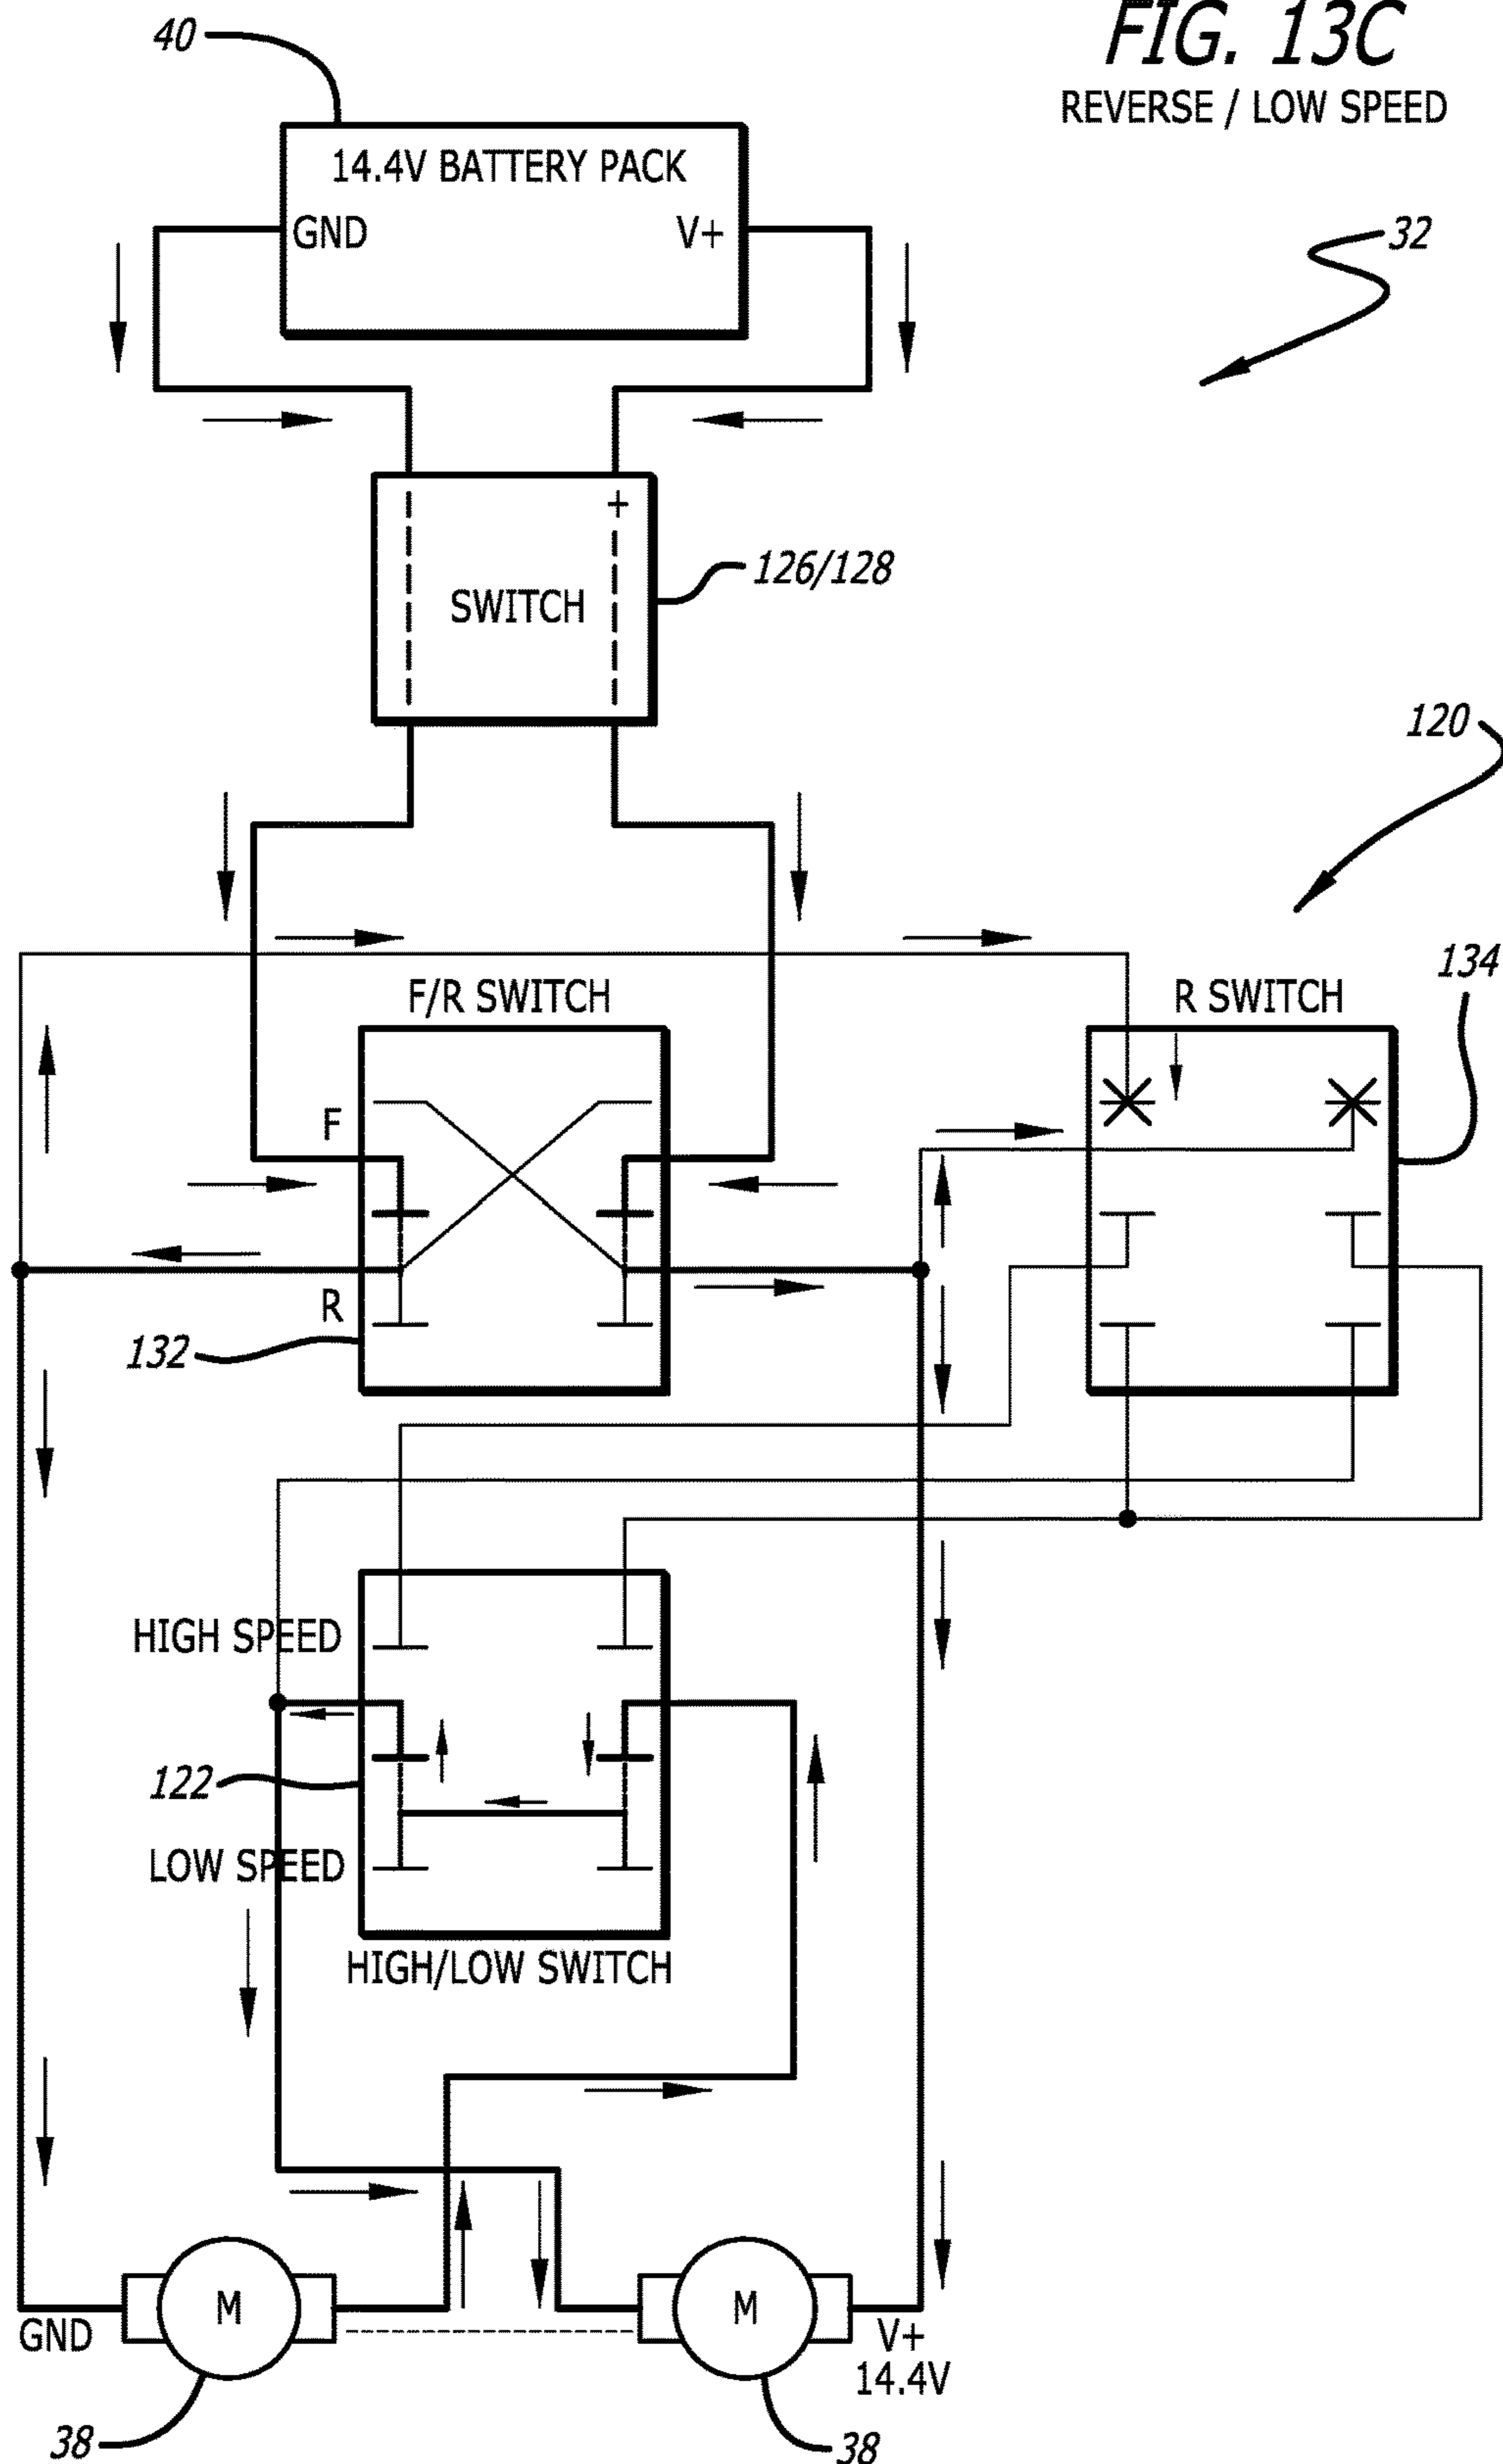 FIG. 13C
REVERSE / LOW SPEED
40
14.4V BATTERY PACK
GND V+
32
+
SWITCH
126/128
120
F/R SWITCH
R SWITCH
134
F
R
132
HIGH SPEED
122
LOW SPEED
HIGH/LOW SWITCH
M
M
GND
V+
14.4V
38
38